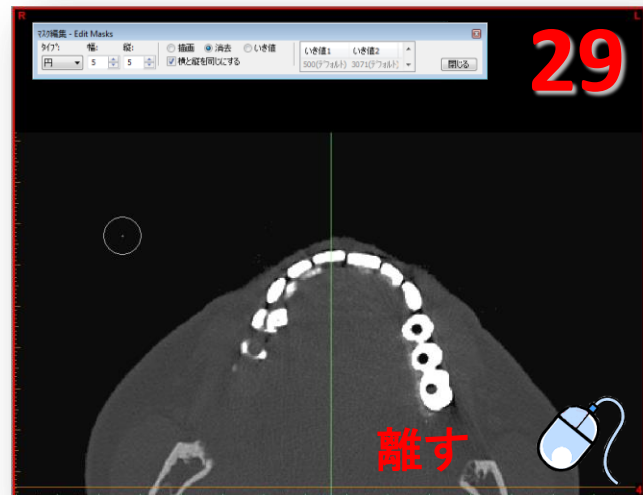 R
L
マスク編集 - Edit Masks
タイプ: 幅: 縦:
円 5 5
描画 消去 いき値
横と縦を同じにする
いき値1 いき値2
500(デフォルト) 3071(デフォルト)
閉じる
29
離す